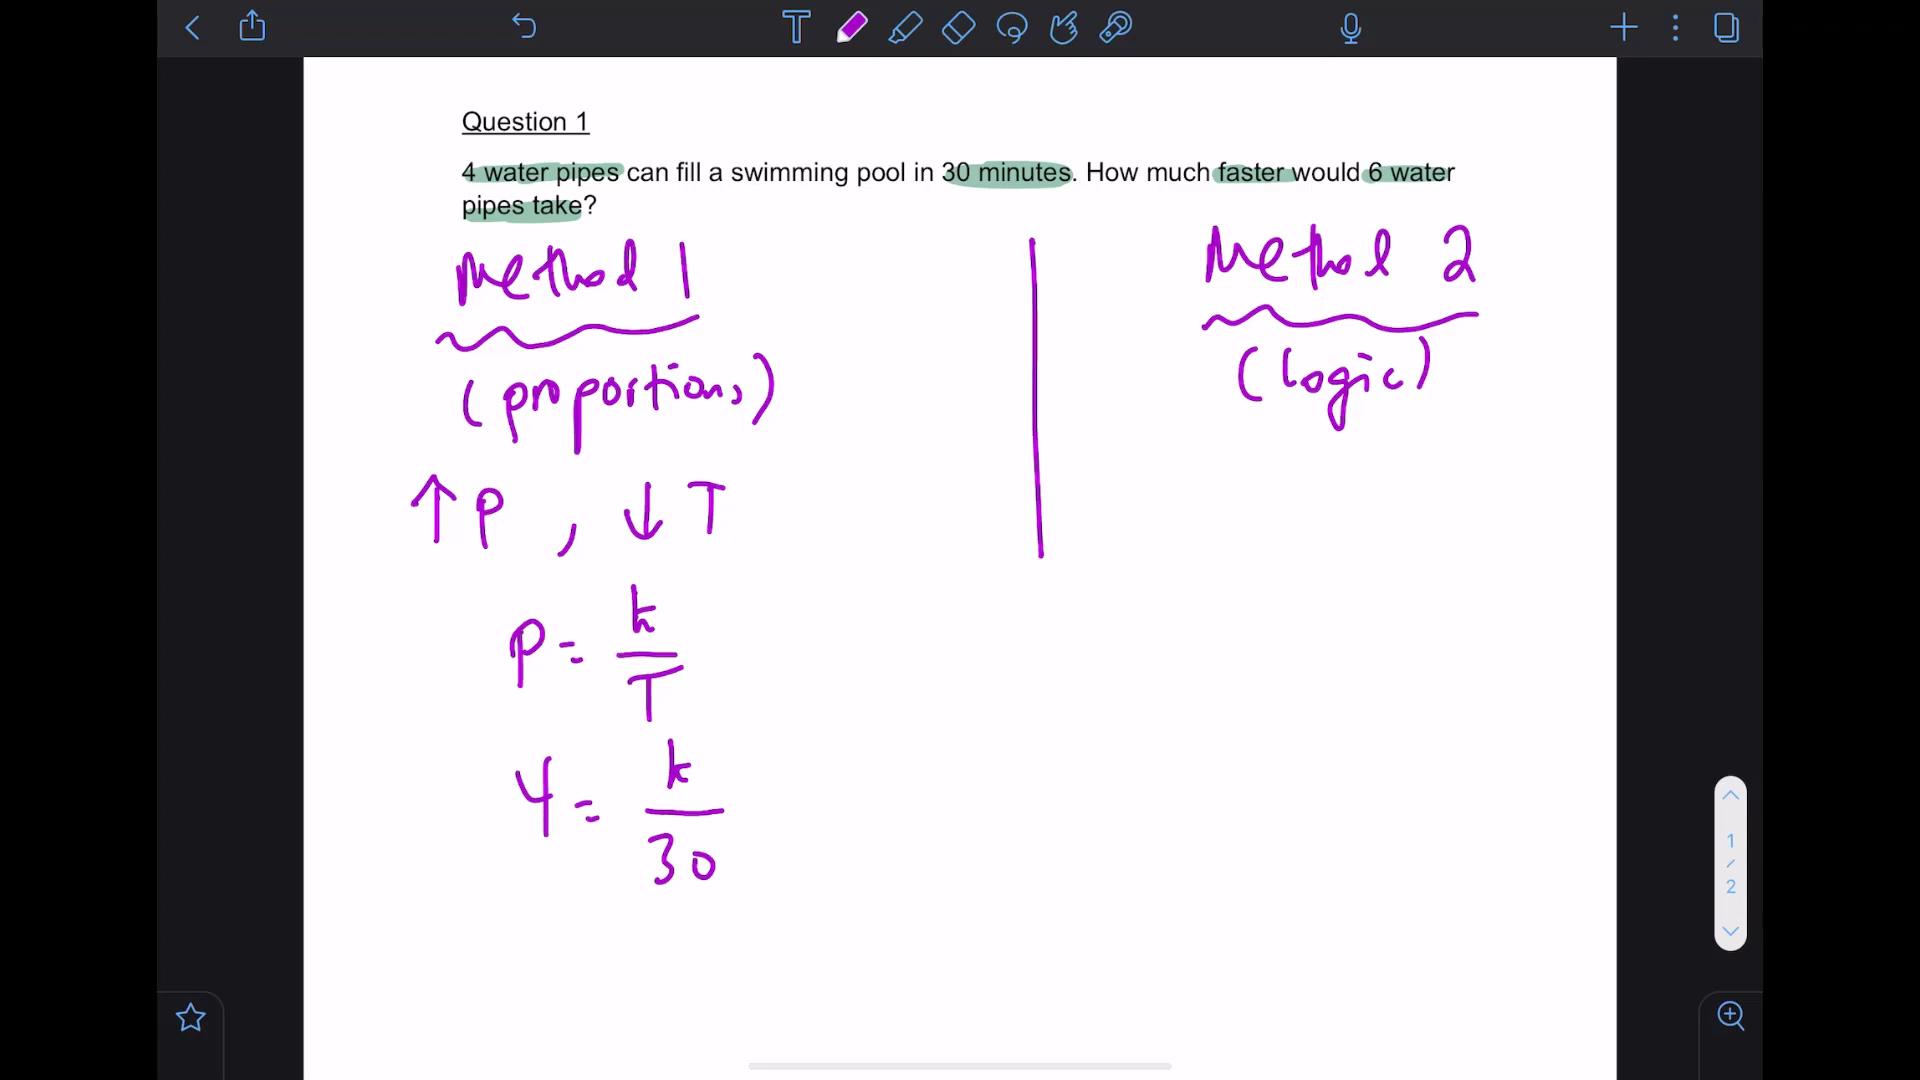 Question 1
4 water pipes can fill a swimming pool in 30 minutes. How much faster would 6 water
pipes take?
Method 1
(proportions)
↑ P , ↓ T
P = k/T
4 = k/30
Method 2
(logic)
1
/
2